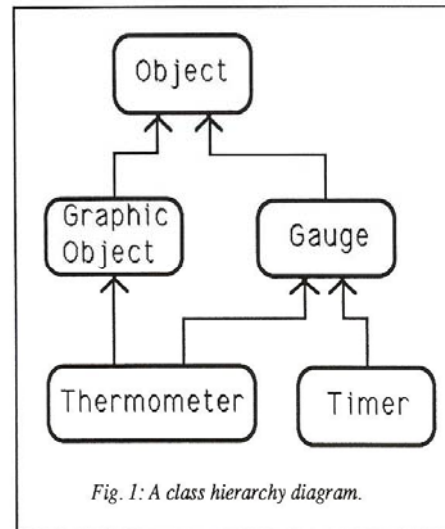 Object
Graphic
Object
Gauge
Thermometer
Timer
Fig. 1: A class hierarchy diagram.